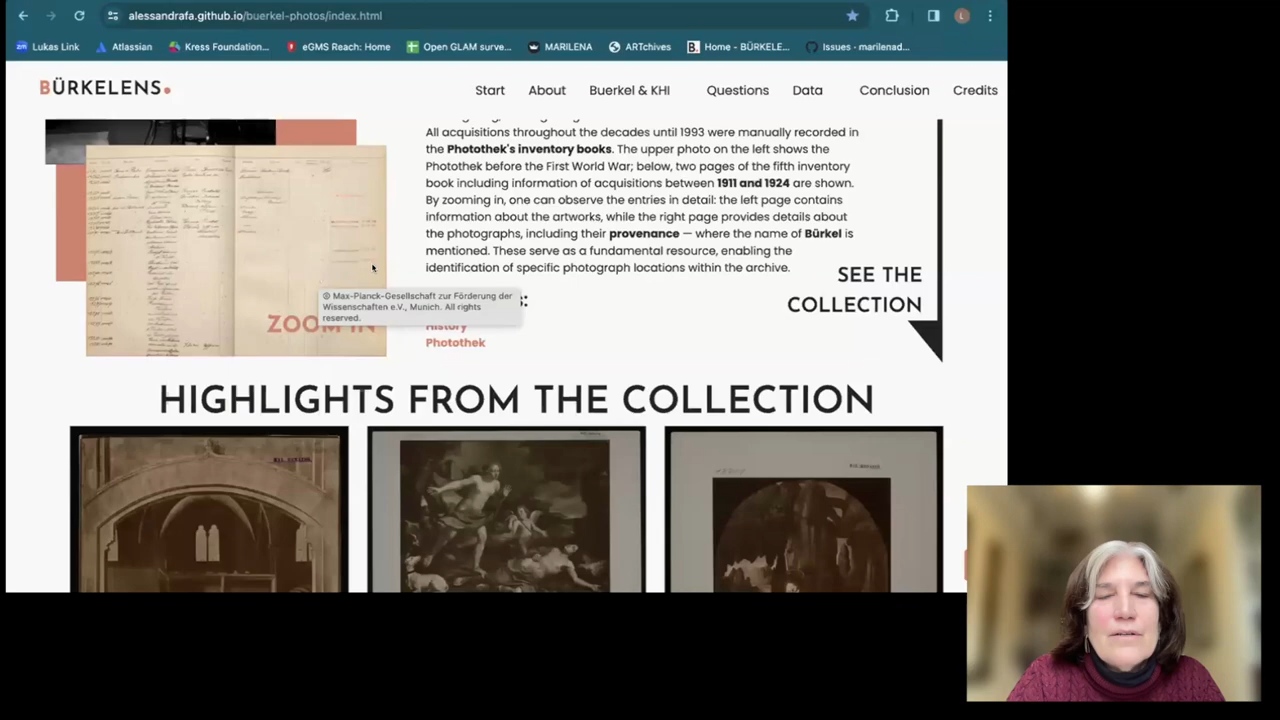 alessandrafa.github.io/buerkel-photos/index.html
Lukas Link
Atlassian
Kress Foundation...
eGMS Reach: Home
Open GLAM surve...
MARILENA
ARTchives
Home - BÜRKELE...
Issues · marilenad...
BÜRKELENS.
Start
About
Buerkel & KHI
Questions
Data
Conclusion
Credits
All acquisitions throughout the decades until 1993 were manually recorded in
the Photothek's inventory books. The upper photo on the left shows the
Photothek before the First World War; below, two pages of the fifth inventory
book including information of acquisitions between 1911 and 1924 are shown.
By zooming in, one can observe the entries in detail: the left page contains
information about the artworks, while the right page provides details about
the photographs, including their provenance — where the name of Bürkel is
mentioned. These serve as a fundamental resource, enabling the
identification of specific photograph locations within the archive.
SEE THE
COLLECTION
© Max-Planck-Gesellschaft zur Förderung der
Wissenschaften e.V., Munich. All rights
reserved.
ZOOM IN
History
Photothek
HIGHLIGHTS FROM THE COLLECTION